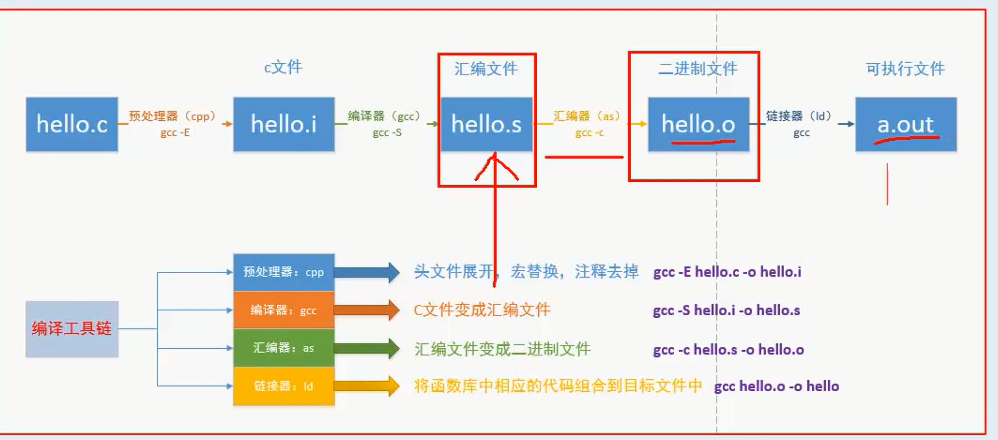 c文件
汇编文件
二进制文件
可执行文件
hello.c
预处理器（cpp）
gcc -E
hello.i
编译器（gcc）
gcc -S
hello.s
汇编器（as）
gcc -c
hello.o
链接器（ld）
gcc
a.out
编译工具链
预处理器：cpp
头文件展开，宏替换，注释去掉
gcc -E hello.c -o hello.i
编译器：gcc
C文件变成汇编文件
gcc -S hello.i -o hello.s
汇编器：as
汇编文件变成二进制文件
gcc -c hello.s -o hello.o
链接器：ld
将函数库中相应的代码组合到目标文件中
gcc hello.o -o hello